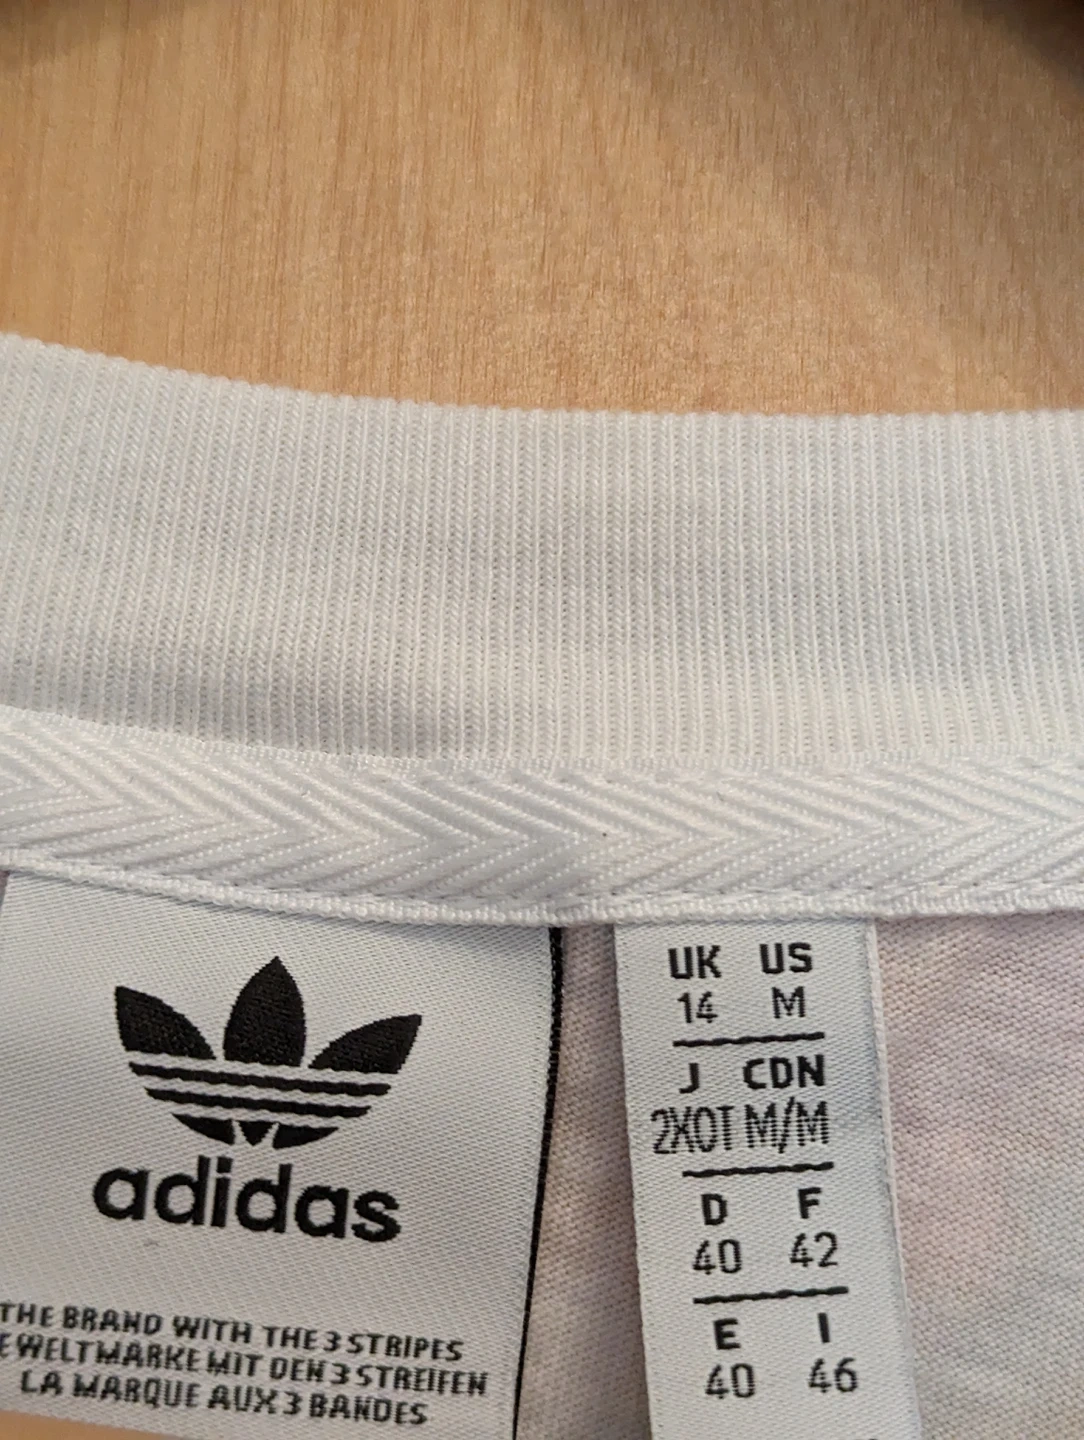 adidas
THE BRAND WITH THE 3 STRIPES
E WELTMARKE MIT DEN 3 STREIFEN
LA MARQUE AUX 3 BANDES
UK US
14 M
J CDN
2XOT M/M
D F
40 42
E I
40 46